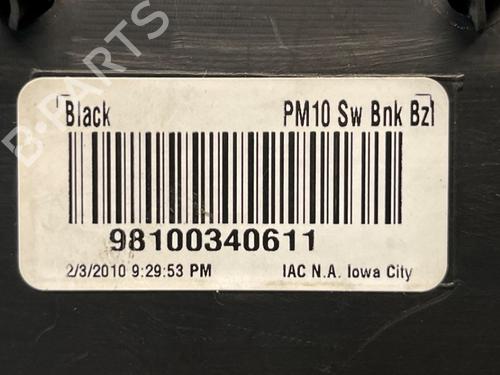 Black PM10 Sw Bnk Bzl
98100340611
2/3/2010 9:29:53 PM IAC N.A. Iowa City
B-PARTS